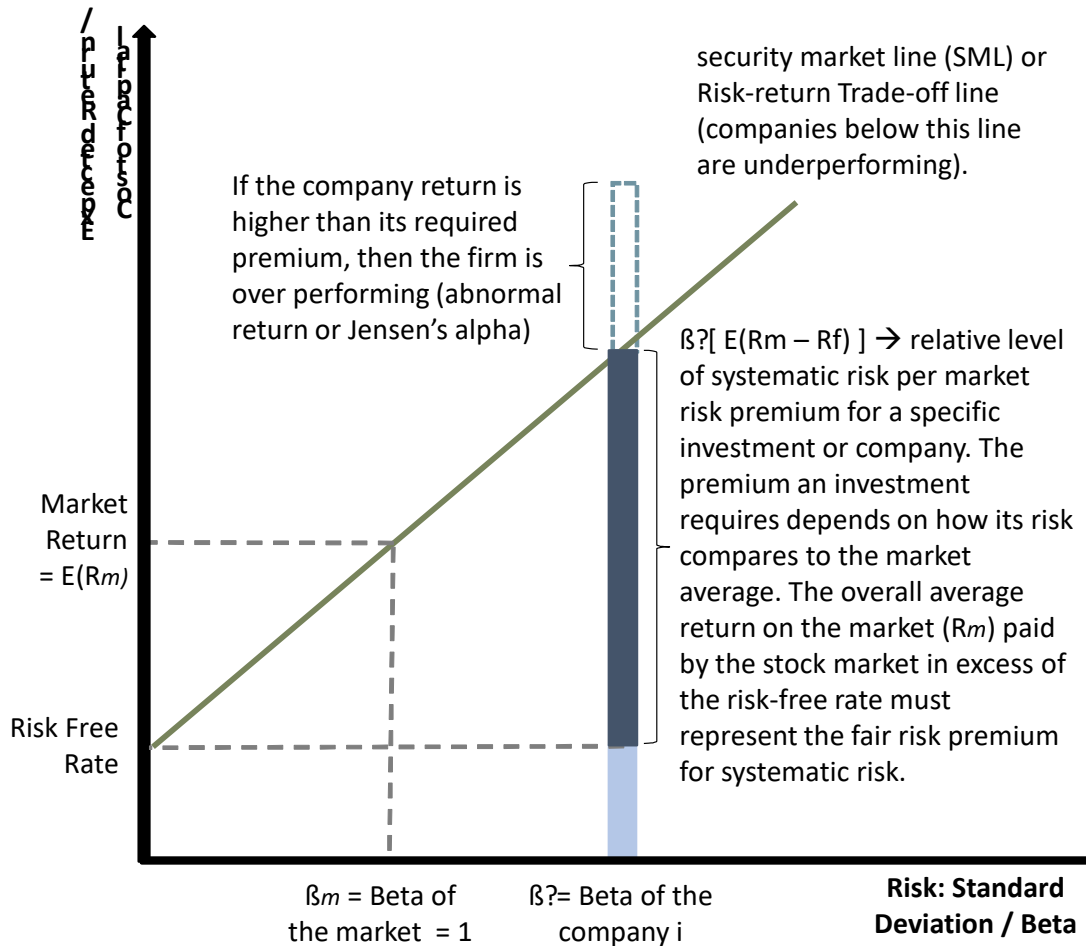 Expected Return /
Cost of Capital
security market line (SML) or
Risk-return Trade-off line
(companies below this line
are underperforming).
If the company return is
higher than its required
premium, then the firm is
over performing (abnormal
return or Jensen’s alpha)
ß?[ E(Rm – Rf) ] → relative level
of systematic risk per market
risk premium for a specific
investment or company. The
premium an investment
requires depends on how its risk
compares to the market
average. The overall average
return on the market (Rm) paid
by the stock market in excess of
the risk-free rate must
represent the fair risk premium
for systematic risk.
Market
Return
= E(Rm)
Risk Free
Rate
ßm = Beta of
the market = 1
ß?= Beta of the
company i
Risk: Standard
Deviation / Beta